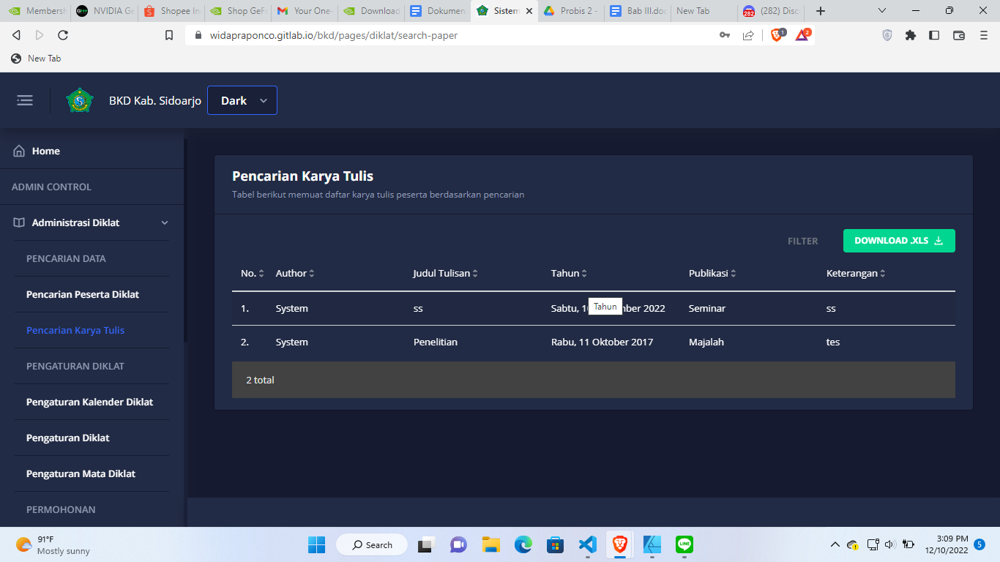 Membersh
NVIDIA Ge
Shopee In
Shop GeFo
Your One-
Download
Dokumen
Sistem
Probis 2 -
Bab III.doc
New Tab
(282) Disc
widapraponco.gitlab.io/bkd/pages/diklat/search-paper
1
2
New Tab
BKD Kab. Sidoarjo
Dark
Home
ADMIN CONTROL
Administrasi Diklat
PENCARIAN DATA
Pencarian Peserta Diklat
Pencarian Karya Tulis
PENGATURAN DIKLAT
Pengaturan Kalender Diklat
Pengaturan Diklat
Pengaturan Mata Diklat
PERMOHONAN
Pencarian Karya Tulis
Tabel berikut memuat daftar karya tulis peserta berdasarkan pencarian
FILTER DOWNLOAD .XLS
No. Author Judul Tulisan Tahun Publikasi Keterangan
1. System ss Sabtu, 2022 Seminar ss
Tahun
2. System Penelitian Rabu, 11 Oktober 2017 Majalah tes
2 total
91°F
Mostly sunny
Search
LINE
3:09 PM
12/10/2022
5